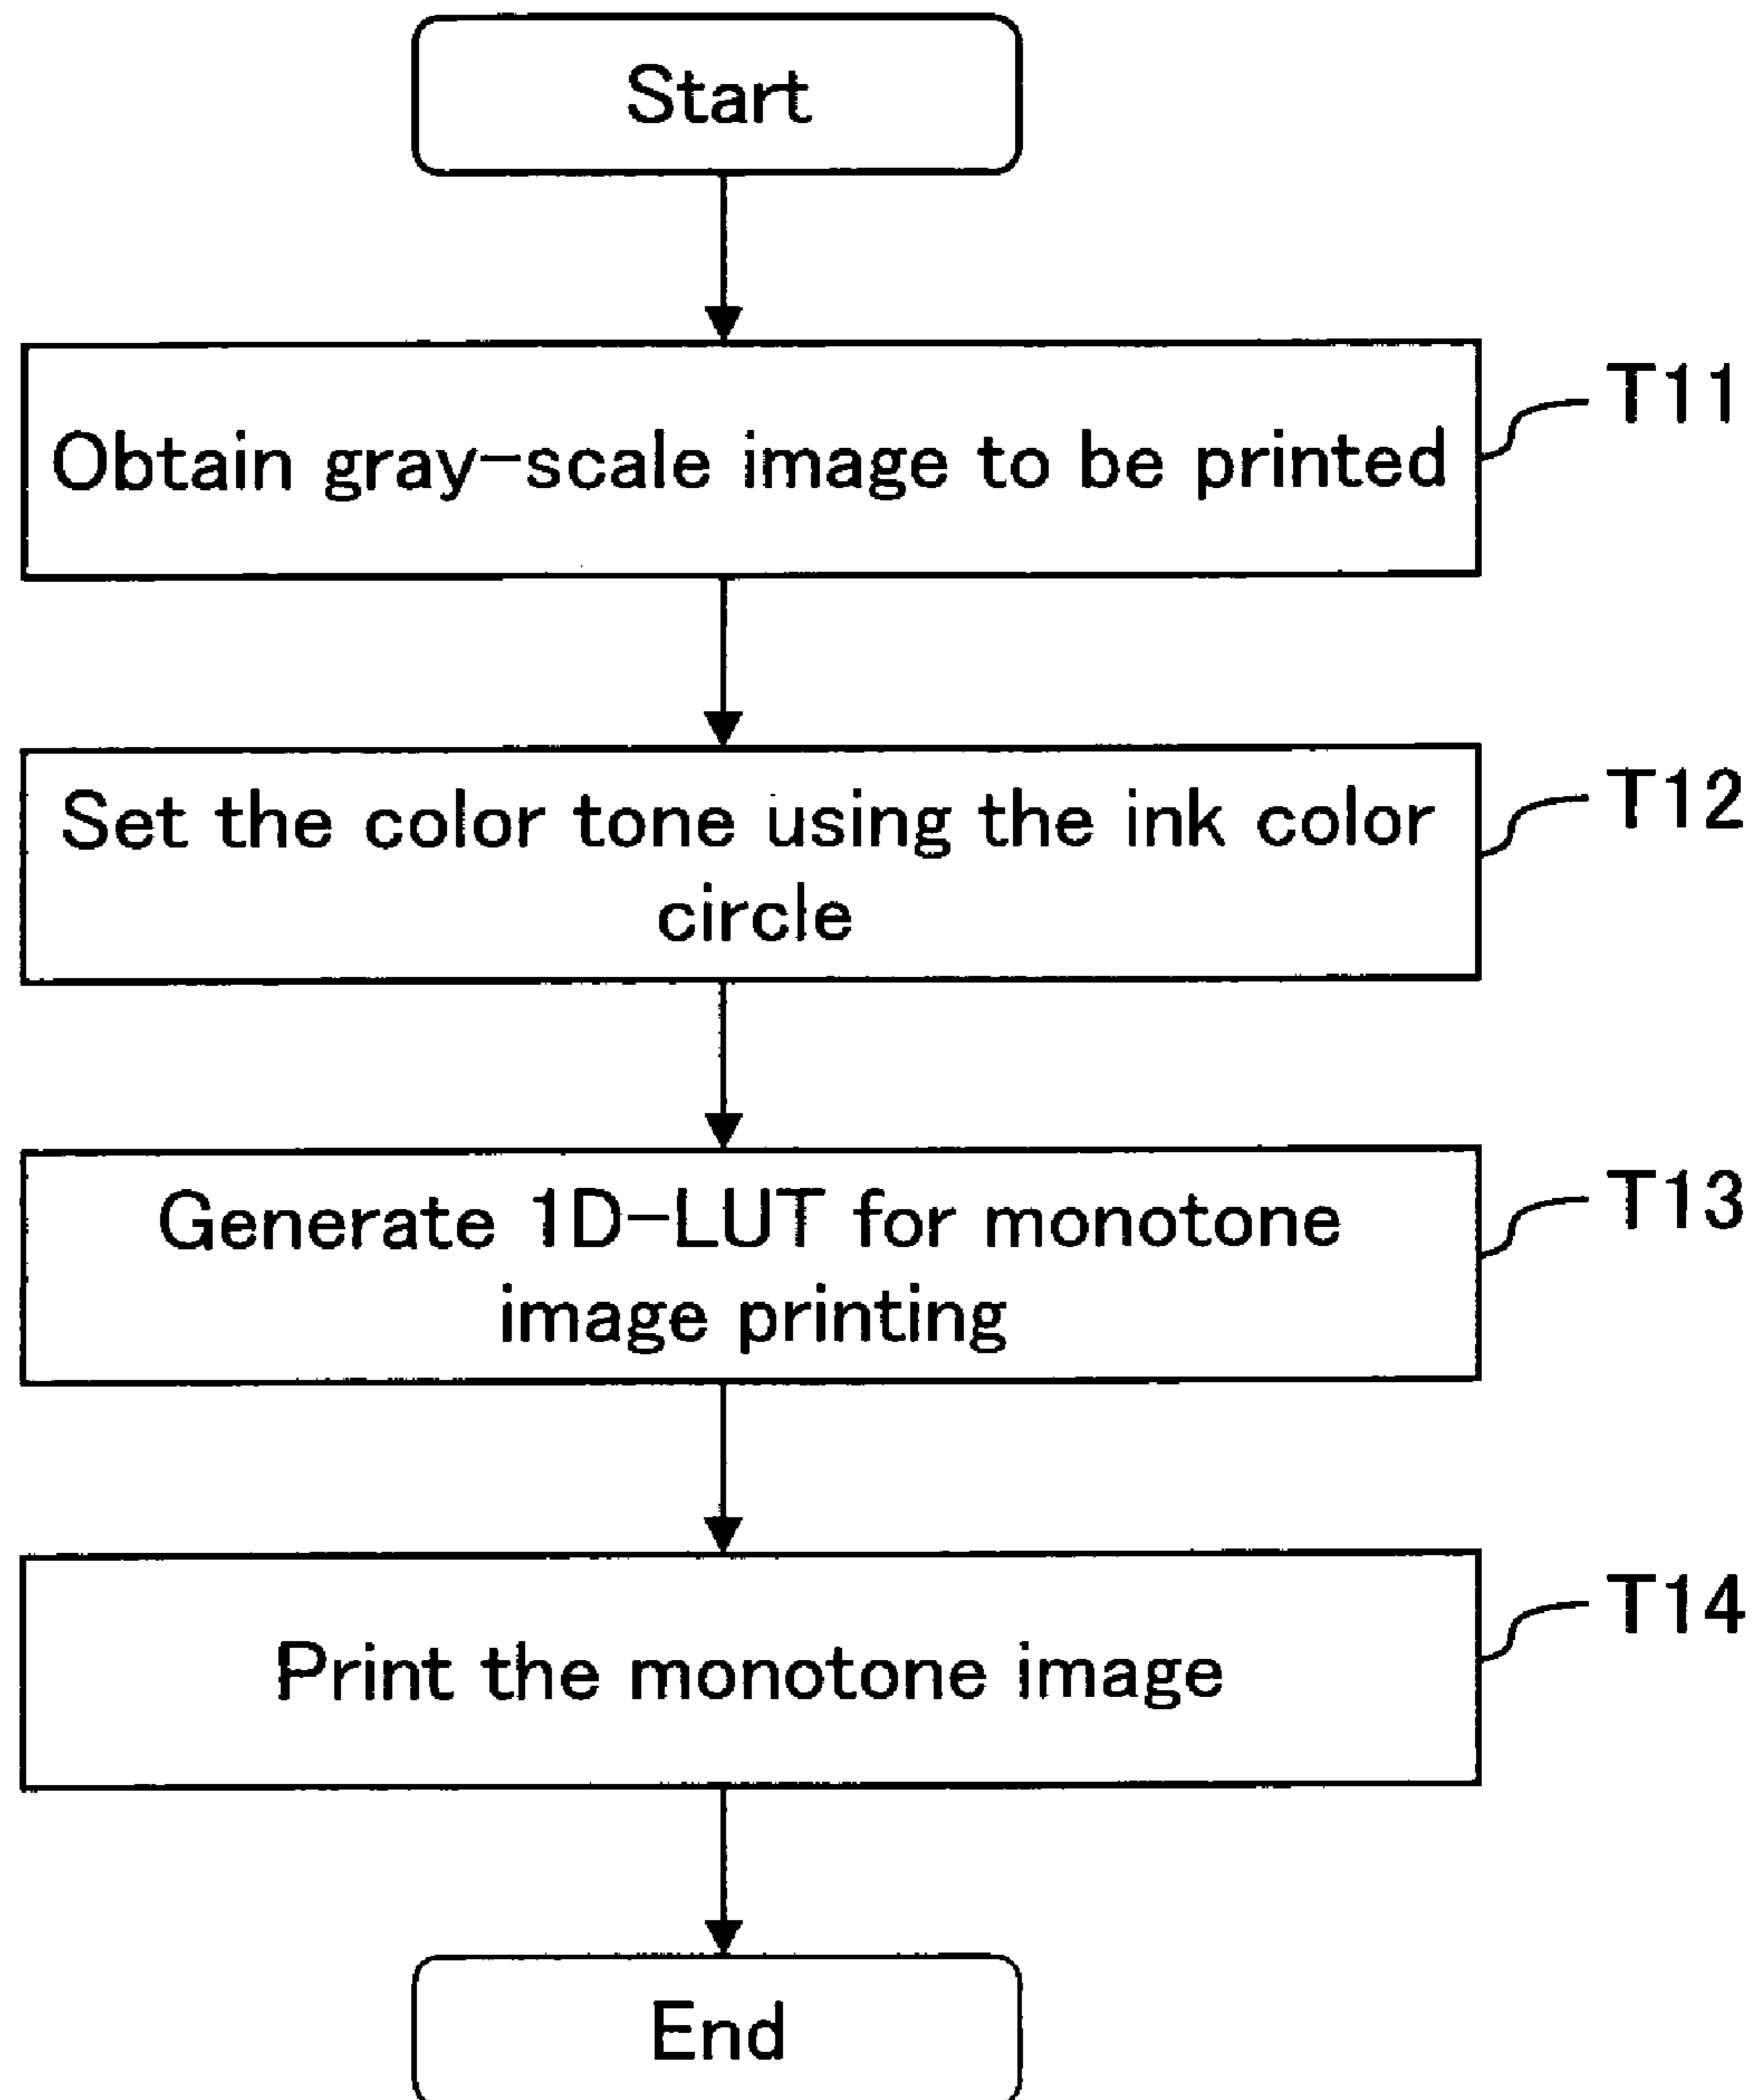 Start
Obtain gray-scale image to be printed
T11
Set the color tone using the ink color
circle
T12
Generate 1D-LUT for monotone
image printing
T13
Print the monotone image
T14
End